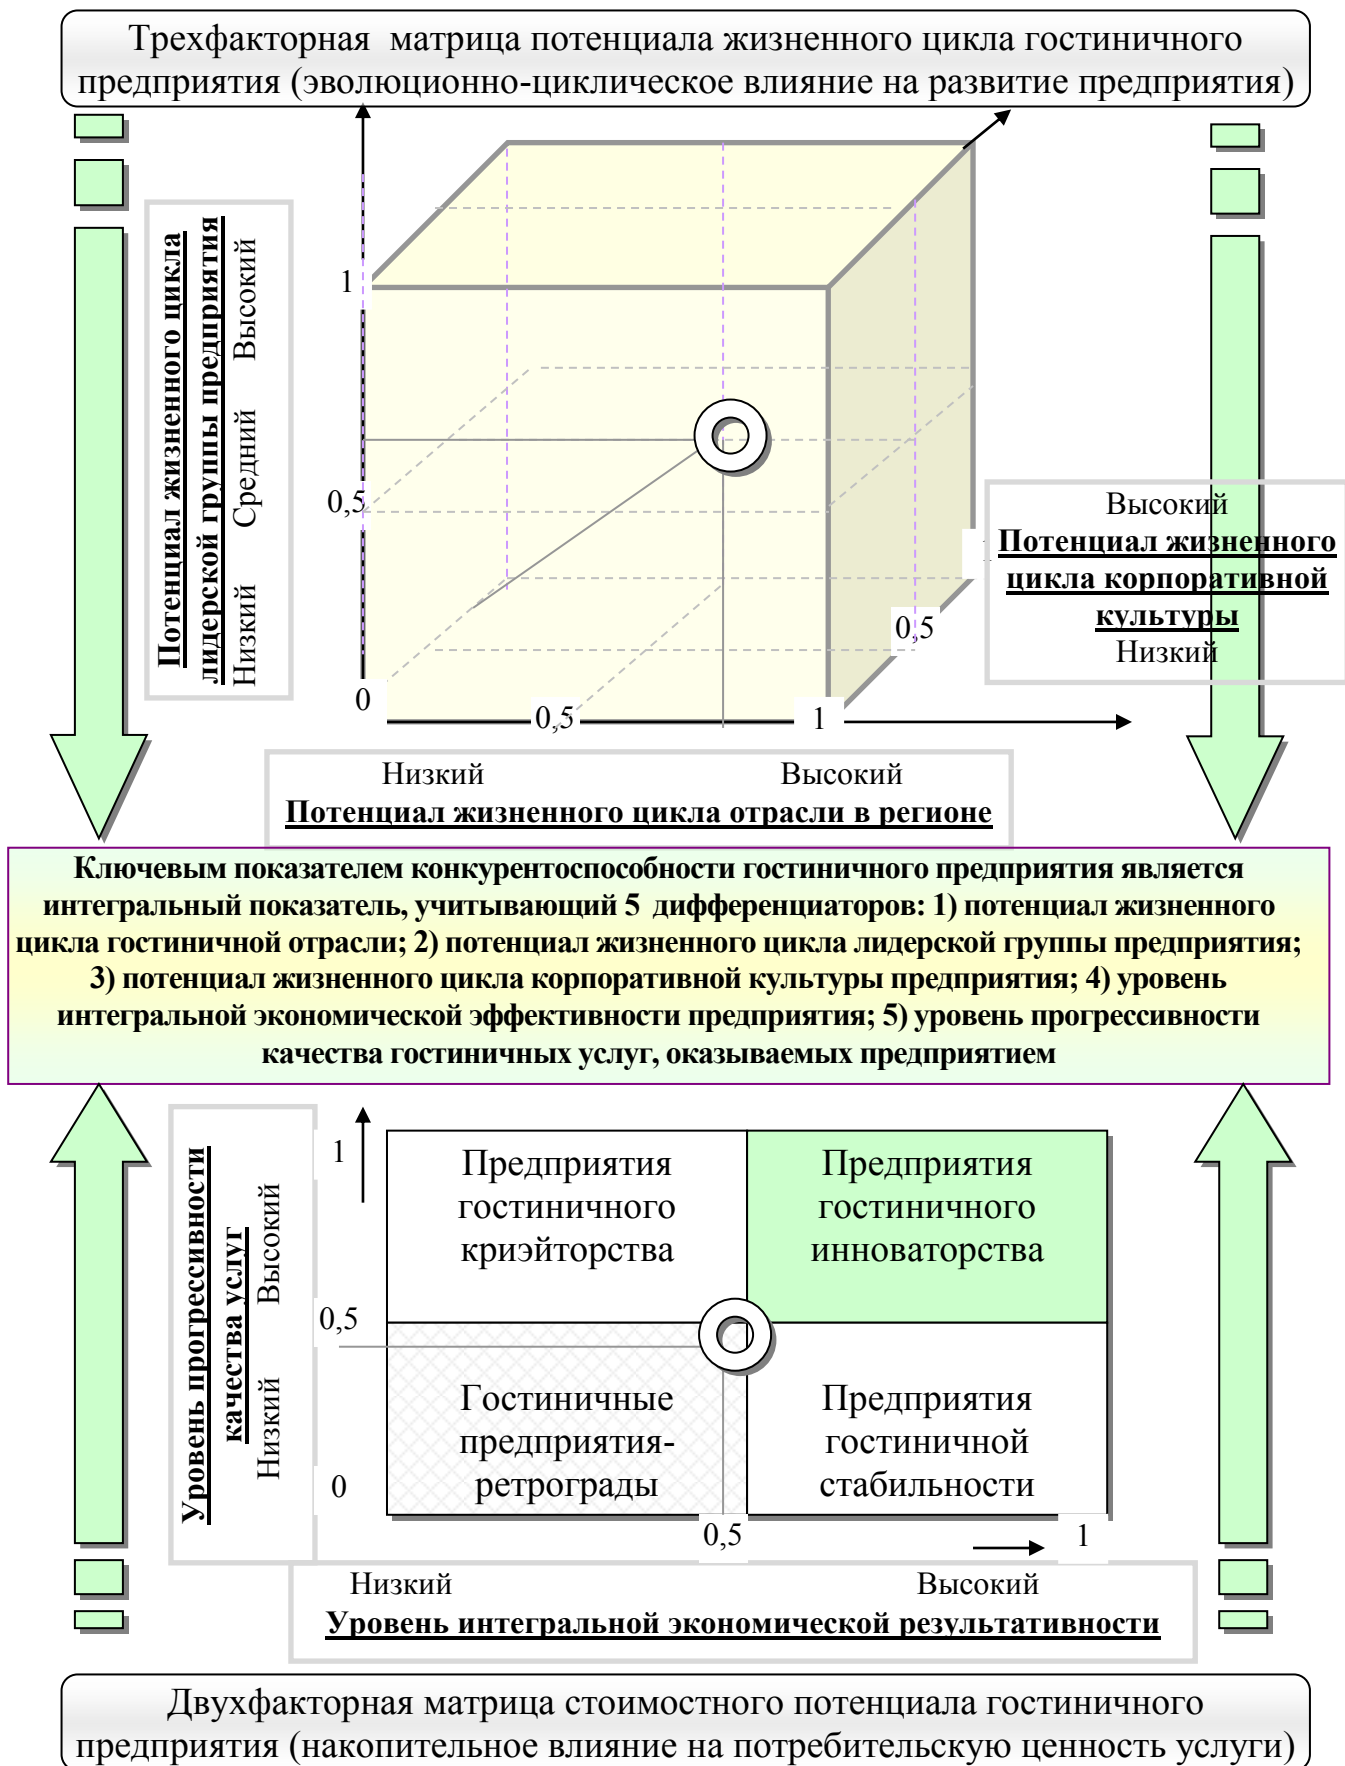 Трехфакторная матрица потенциала жизненного цикла гостиничного
предприятия (эволюционно-циклическое влияние на развитие предприятия)
Потенциал жизненного цикла
лидерской группы предприятия
Низкий Средний Высокий
1
0,5
0
0,5
1
0,5
1
Высокий
Потенциал жизненного
цикла корпоративной
культуры
Низкий
Низкий Высокий
Потенциал жизненного цикла отрасли в регионе
Ключевым показателем конкурентоспособности гостиничного предприятия является
интегральный показатель, учитывающий 5 дифференциаторов: 1) потенциал жизненного
цикла гостиничной отрасли; 2) потенциал жизненного цикла лидерской группы предприятия;
3) потенциал жизненного цикла корпоративной культуры предприятия; 4) уровень
интегральной экономической эффективности предприятия; 5) уровень прогрессивности
качества гостиничных услуг, оказываемых предприятием
Уровень прогрессивности
качества услуг
Низкий Высокий
1
0,5
0
Предприятия
гостиничного
криэйторства
Предприятия
гостиничного
инноваторства
Гостиничные
предприятия-
ретрограды
Предприятия
гостиничной
стабильности
0,5
1
Низкий Высокий
Уровень интегральной экономической результативности
Двухфакторная матрица стоимостного потенциала гостиничного
предприятия (накопительное влияние на потребительскую ценность услуги)